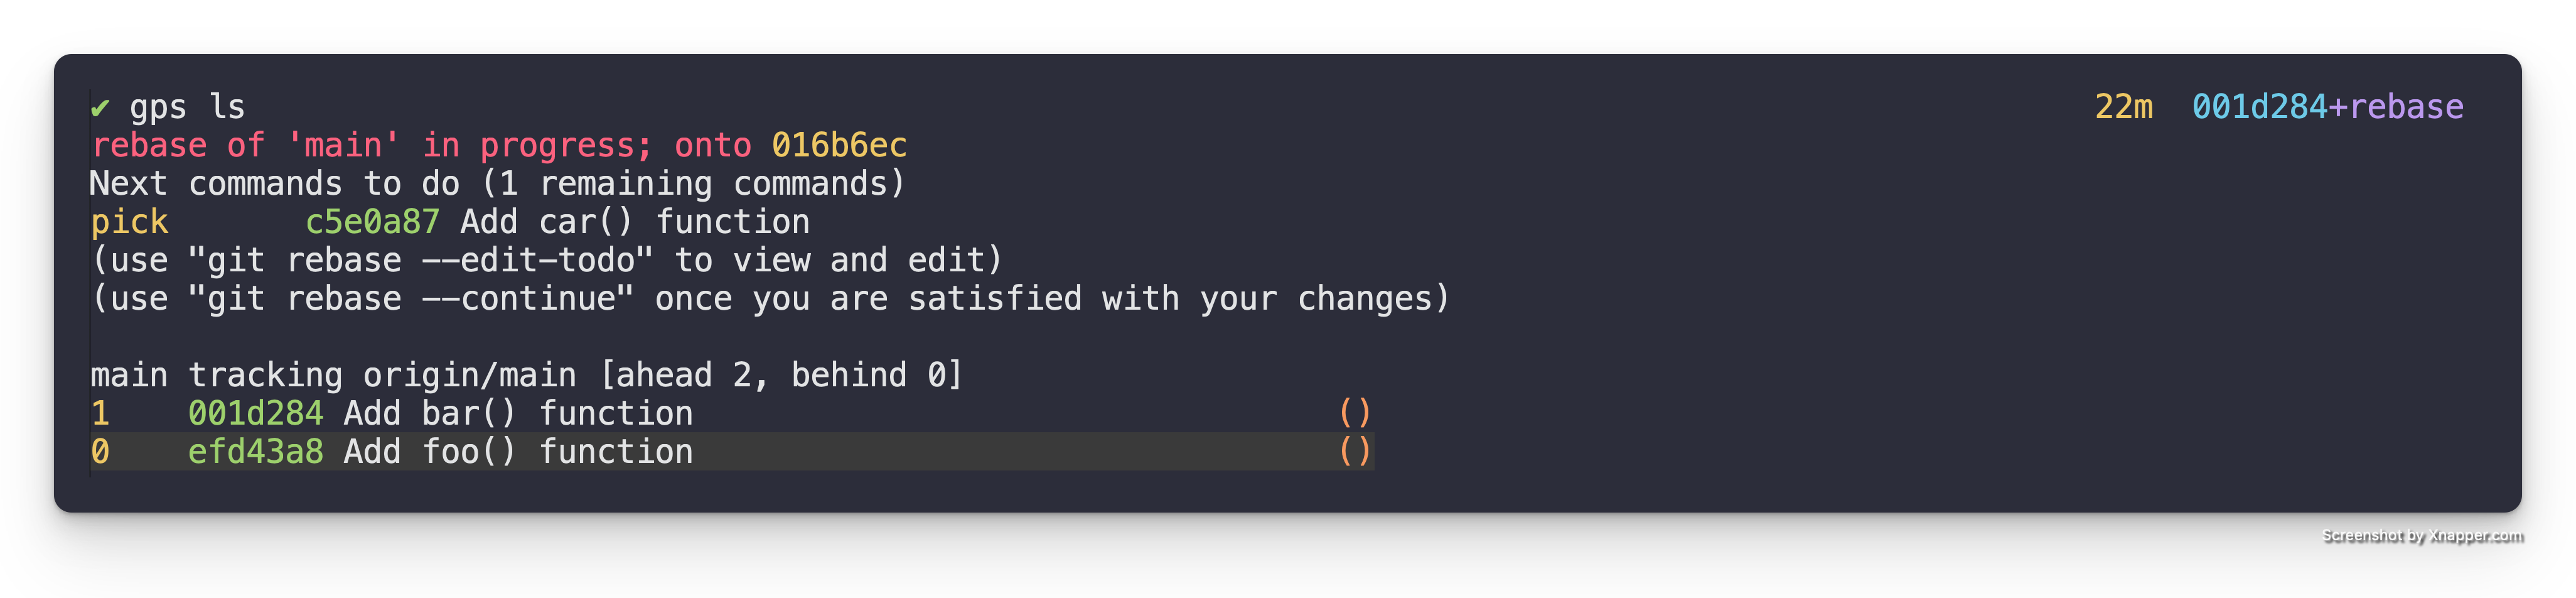 ✔ gps ls 22m 001d284+rebase
rebase of 'main' in progress; onto 016b6ec
Next commands to do (1 remaining commands)
pick c5e0a87 Add car() function
(use "git rebase --edit-todo" to view and edit)
(use "git rebase --continue" once you are satisfied with your changes)
main tracking origin/main [ahead 2, behind 0]
1 001d284 Add bar() function ()
0 efd43a8 Add foo() function ()
Screenshot by Xnapper.com